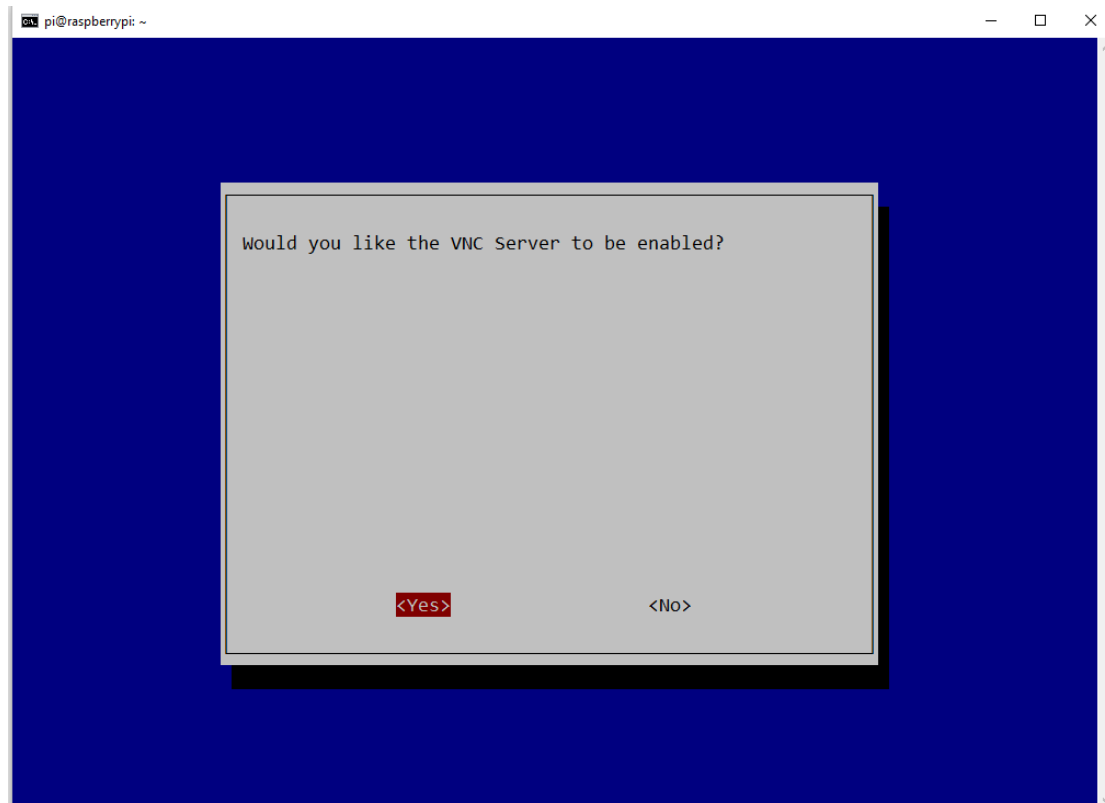 pi@raspberrypi: ~
Would you like the VNC Server to be enabled?
<Yes> <No>